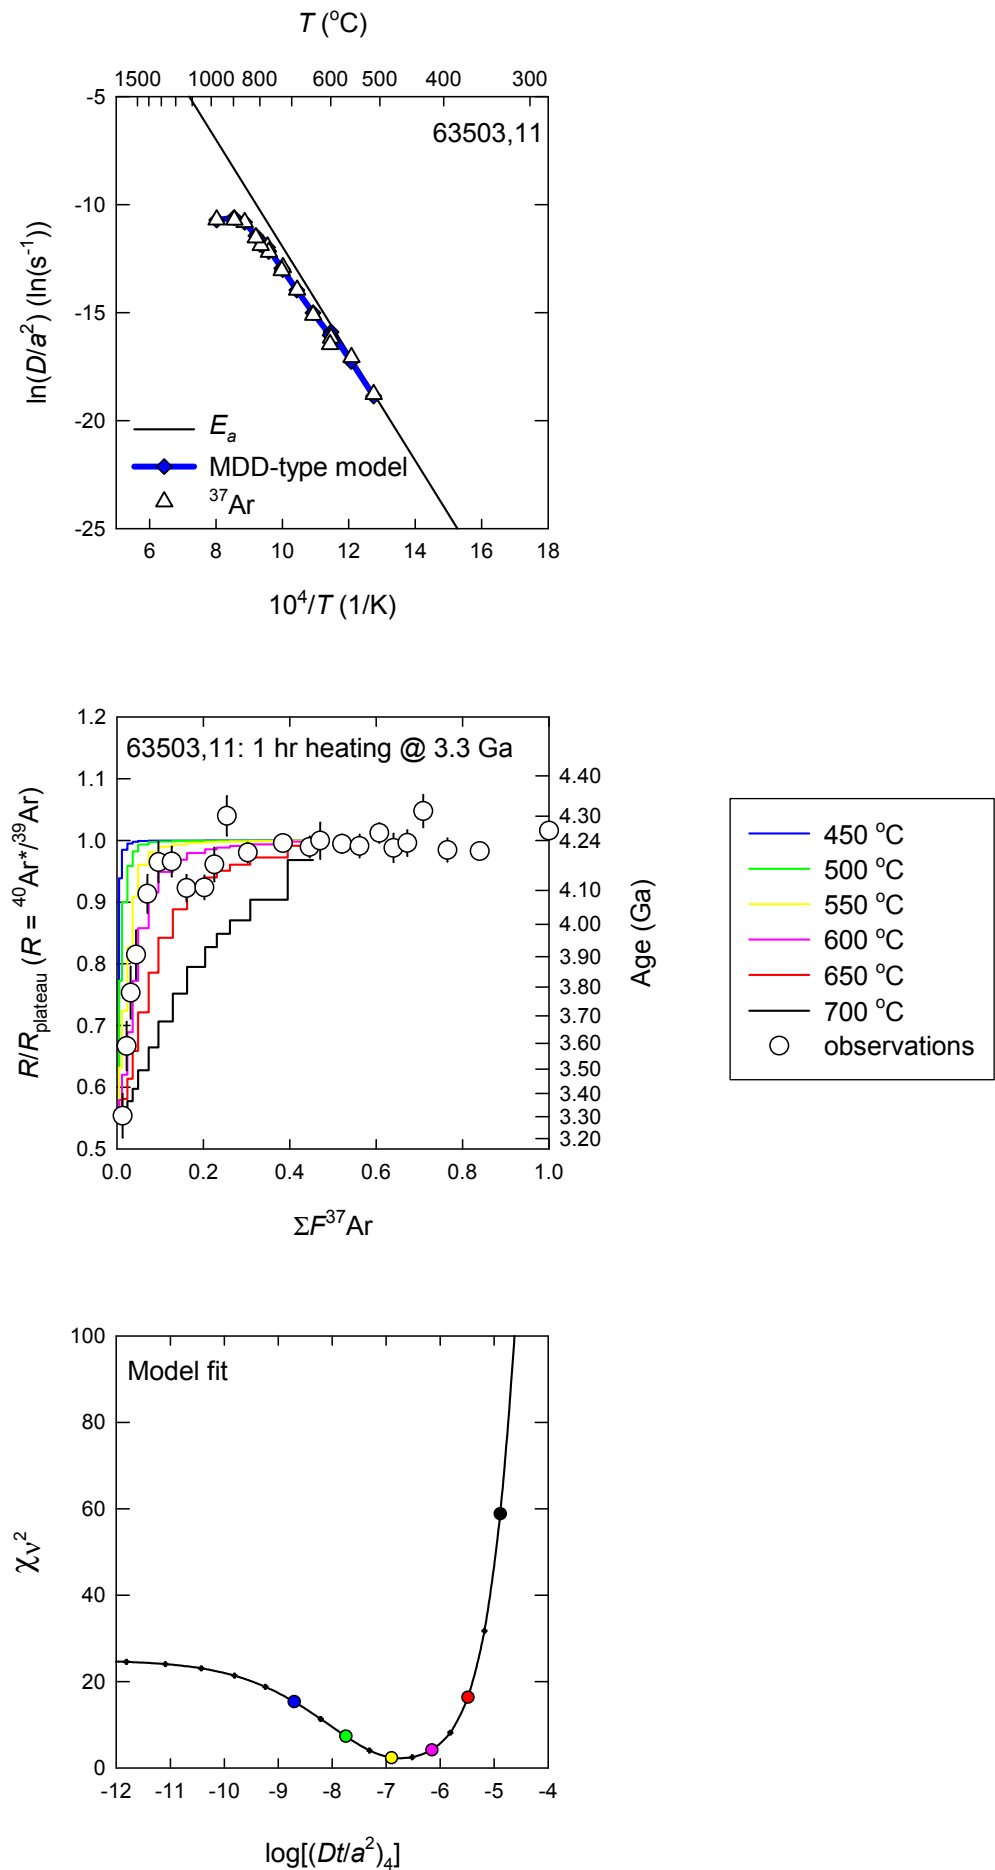 T (°C)
1500 1000 800 600 500 400 300
-5
63503,11
-10
ln(D/a²) (ln(s⁻¹))
-15
-20
Eₐ
MDD-type model
³⁷Ar
-25
6 8 10 12 14 16 18
10⁴/T (1/K)
1.2
63503,11: 1 hr heating @ 3.3 Ga
1.1
1.0
0.9
0.8
0.7
0.6
0.5
R/R_plateau (R = ⁴⁰Ar*/³⁹Ar)
4.40
4.30
4.24
4.10
4.00
3.90
3.80
3.70
3.60
3.50
3.40
3.30
3.20
Age (Ga)
0.0 0.2 0.4 0.6 0.8 1.0
ΣF³⁷Ar
450 °C
500 °C
550 °C
600 °C
650 °C
700 °C
observations
100
Model fit
80
60
χν²
40
20
0
-12 -11 -10 -9 -8 -7 -6 -5 -4
log[(Dt/a²)₄]